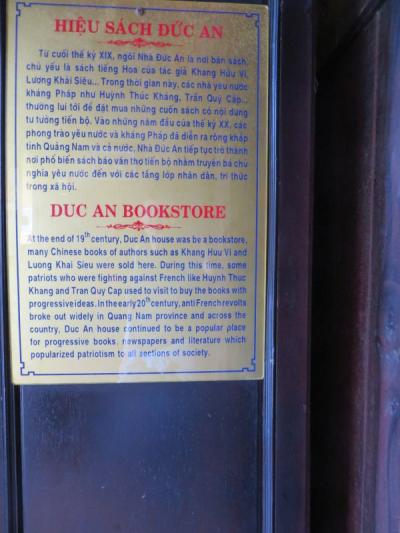 HIỆU SÁCH ĐỨC AN
Từ cuối thế kỷ XIX, ngôi Nhà Đức An là nơi bán sách,
chủ yếu là sách tiếng Hoa của tác giả Khang Hữu Vi,
Lương Khải Siêu... Trong thời gian này, các nhà yêu nước
kháng Pháp như Huỳnh Thúc Kháng, Trần Quý Cáp...
thường lui tới để đặt mua những cuốn sách có nội dung
tư tưởng tiến bộ. Vào những năm đầu của thế kỷ XX, các
phong trào yêu nước và kháng Pháp đã diễn ra rộng khắp
tỉnh Quảng Nam và cả nước, Nhà Đức An tiếp tục trở thành
nơi phổ biến sách báo văn thơ tiến bộ nhằm truyền bá chủ
nghĩa yêu nước đến với các tầng lớp nhân dân, trí thức
trong xã hội.
DUC AN BOOKSTORE
At the end of 19th century, Duc An house was be a bookstore,
many Chinese books of authors such as Khang Huu Vi and
Luong Khai Sieu were sold here. During this time, some
patriots who were fighting against French like Huynh Thuc
Khang and Tran Quy Cap used to visit to buy the books with
progressive ideas. In the early 20th century, anti French revolts
broke out widely in Quang Nam province and across the
country, Duc An house continued to be a popular place
for progressive books, newspapers and literature which
popularized patriotism to all sections of society.